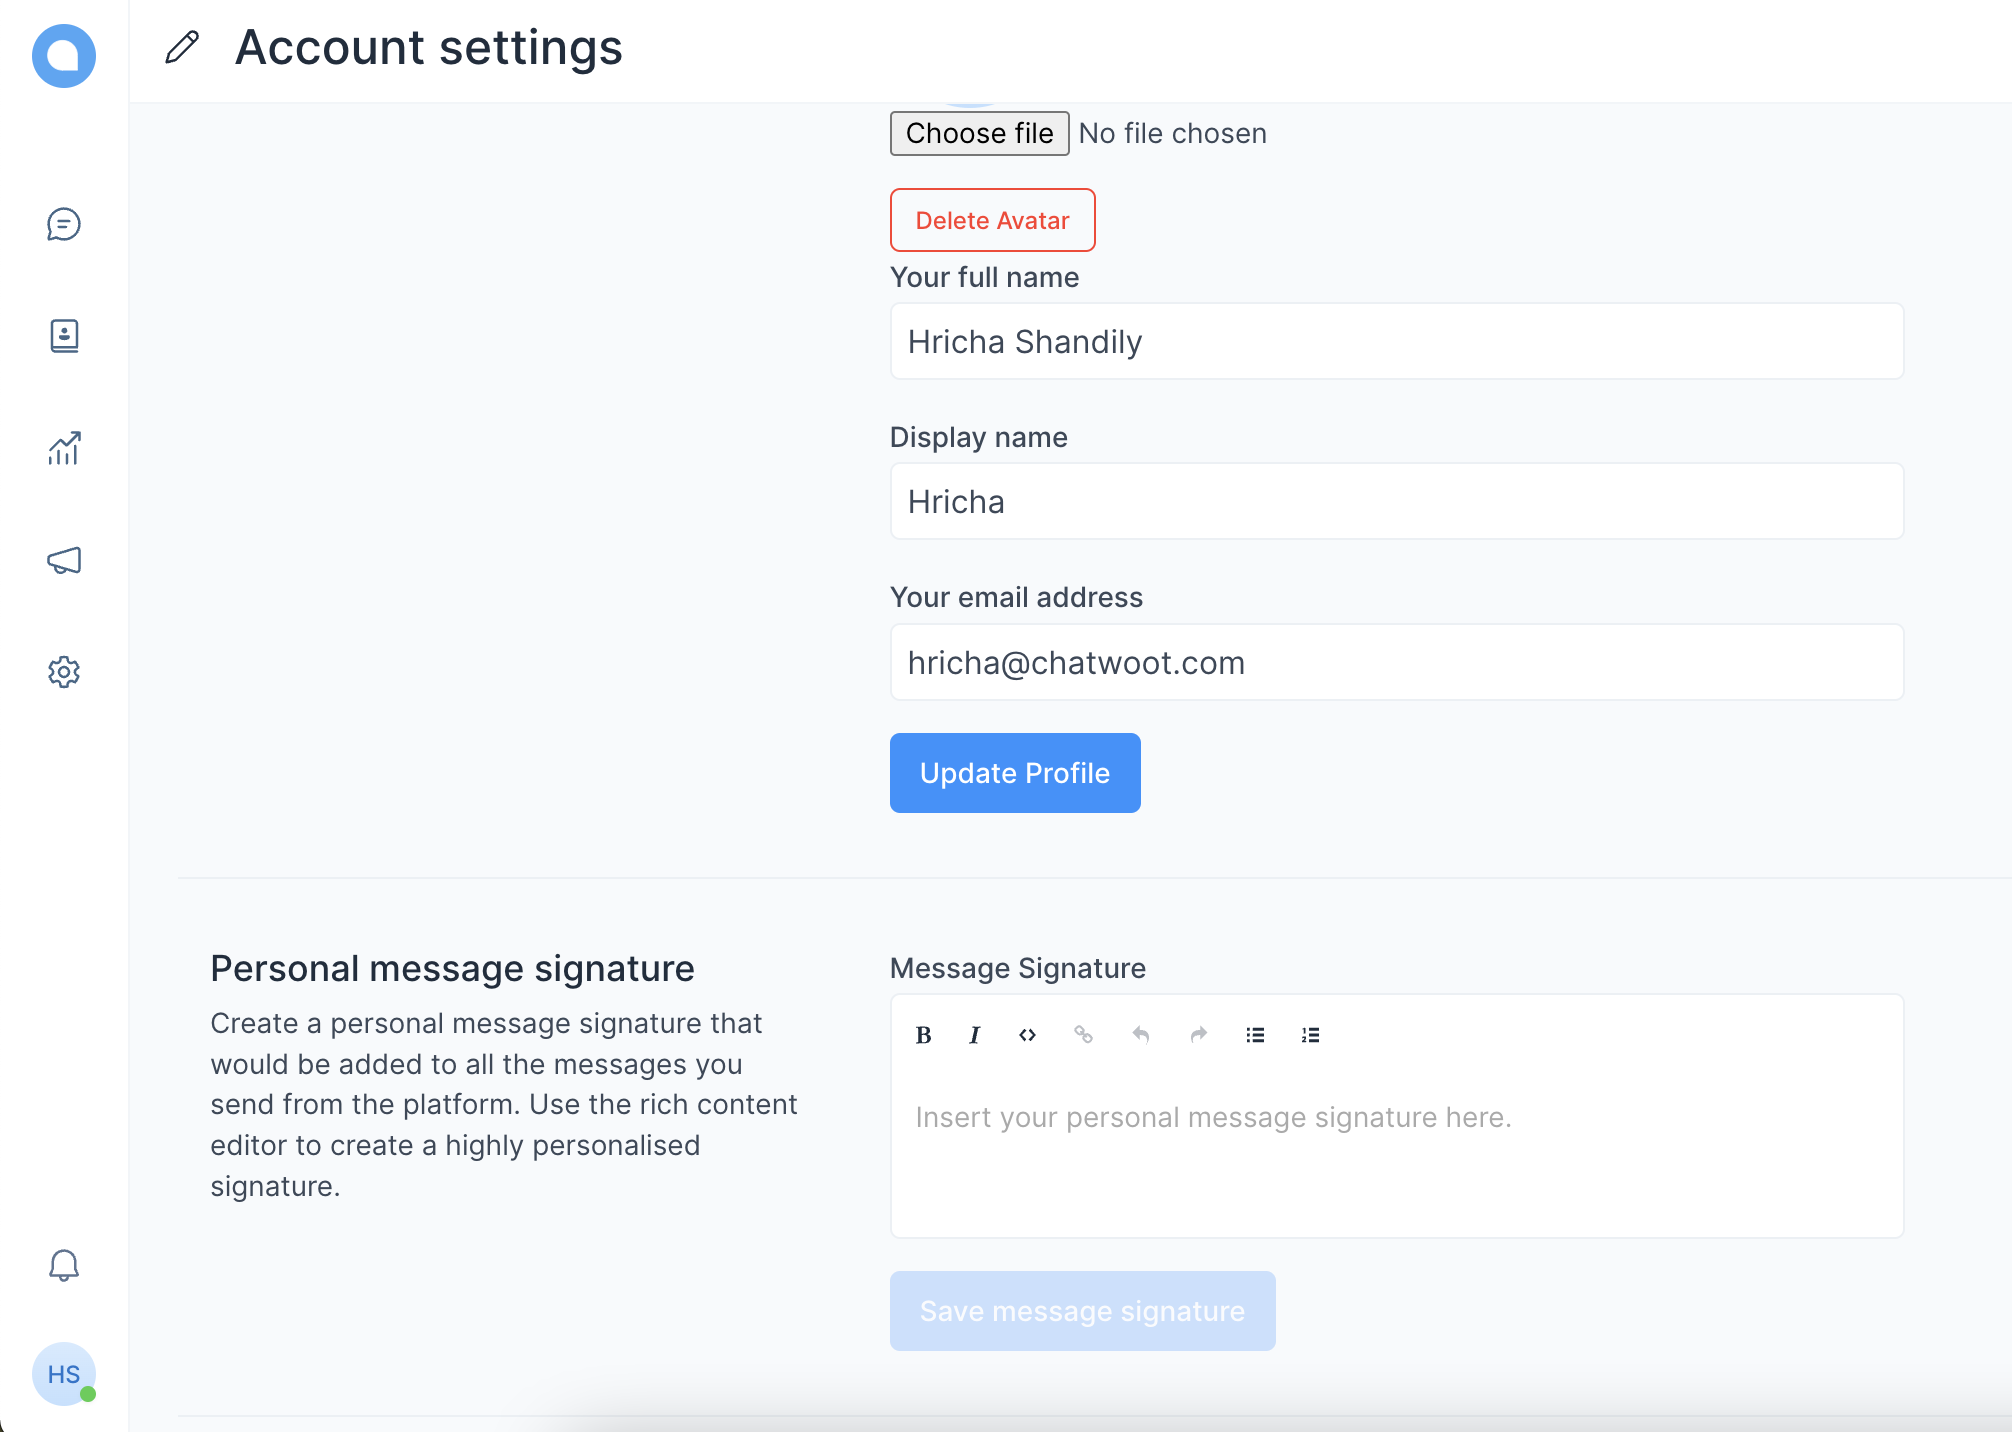 Account settings
Choose file No file chosen
Delete Avatar
Your full name
Hricha Shandily
Display name
Hricha
Your email address
hricha@chatwoot.com
Update Profile
Personal message signature
Create a personal message signature that
would be added to all the messages you
send from the platform. Use the rich content
editor to create a highly personalised
signature.
Message Signature
B I
Insert your personal message signature here.
Save message signature
HS